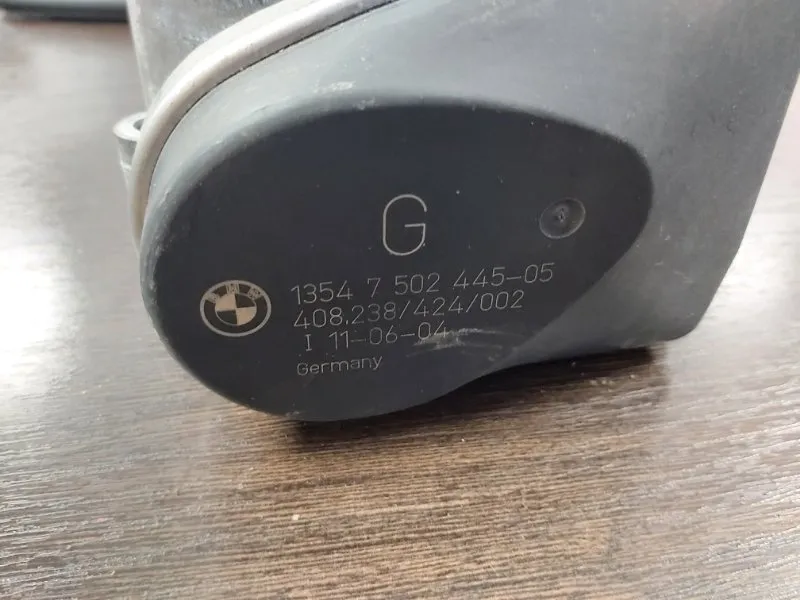 G
BMW
1354 7 502 445-05
408.238/424/002
I 11-06-04
Germany